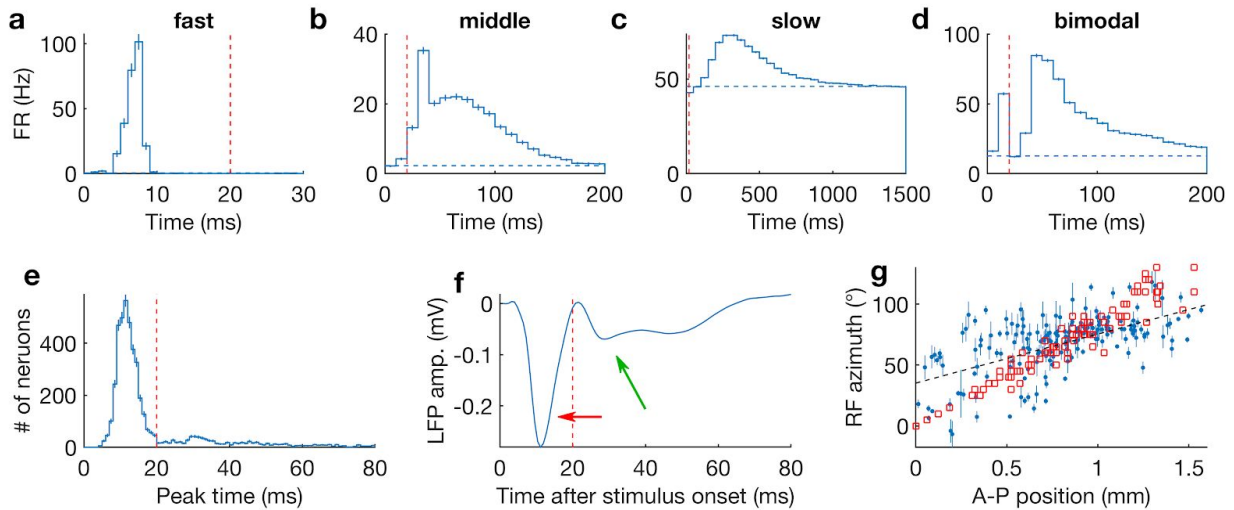 a fast
FR (Hz)
100
50
0
0 10 20 30
Time (ms)
b middle
40
20
0
0 100 200
Time (ms)
c slow
50
0
0 500 1000 1500
Time (ms)
d bimodal
100
50
0
0 100 200
Time (ms)
e
# of neruons
400
200
0
0 20 40 60 80
Peak time (ms)
f
LFP amp. (mV)
0
-0.1
-0.2
0 20 40 60 80
Time after stimulus onset (ms)
g
RF azimuth (°)
100
50
0
0 0.5 1 1.5
A-P position (mm)